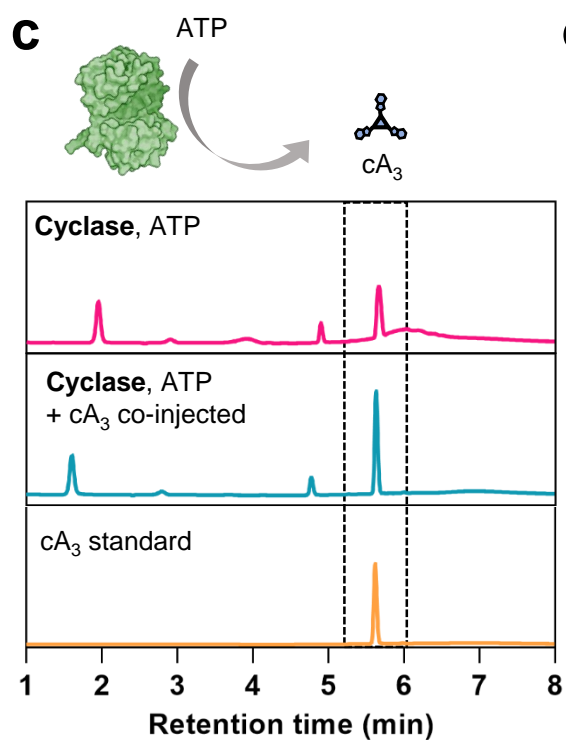 c
ATP
cA₃
Cyclase, ATP
Cyclase, ATP
+ cA₃ co-injected
cA₃ standard
1 2 3 4 5 6 7 8
Retention time (min)